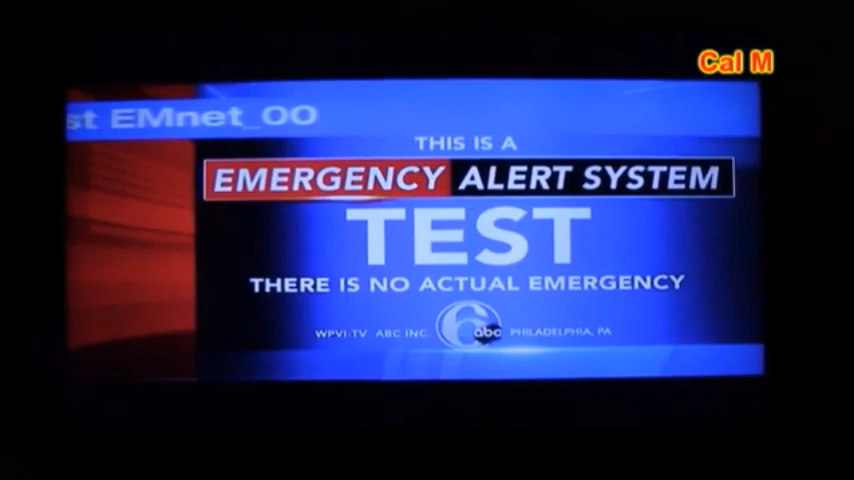 Cal M
st EMnet_00
THIS IS A
EMERGENCY ALERT SYSTEM
TEST
THERE IS NO ACTUAL EMERGENCY
WPVI-TV ABC INC. 6 abc PHILADELPHIA, PA